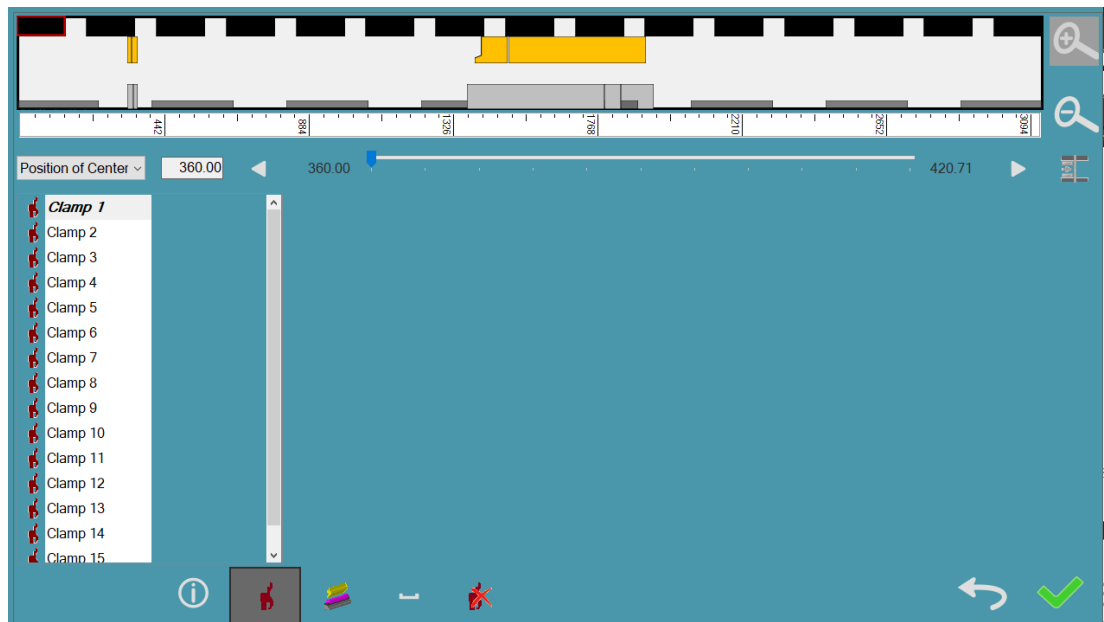 442 884 1326 1768 2210 2652 3094
Position of Center 360.00 360.00 420.71
Clamp 1
Clamp 2
Clamp 3
Clamp 4
Clamp 5
Clamp 6
Clamp 7
Clamp 8
Clamp 9
Clamp 10
Clamp 11
Clamp 12
Clamp 13
Clamp 14
Clamp 15